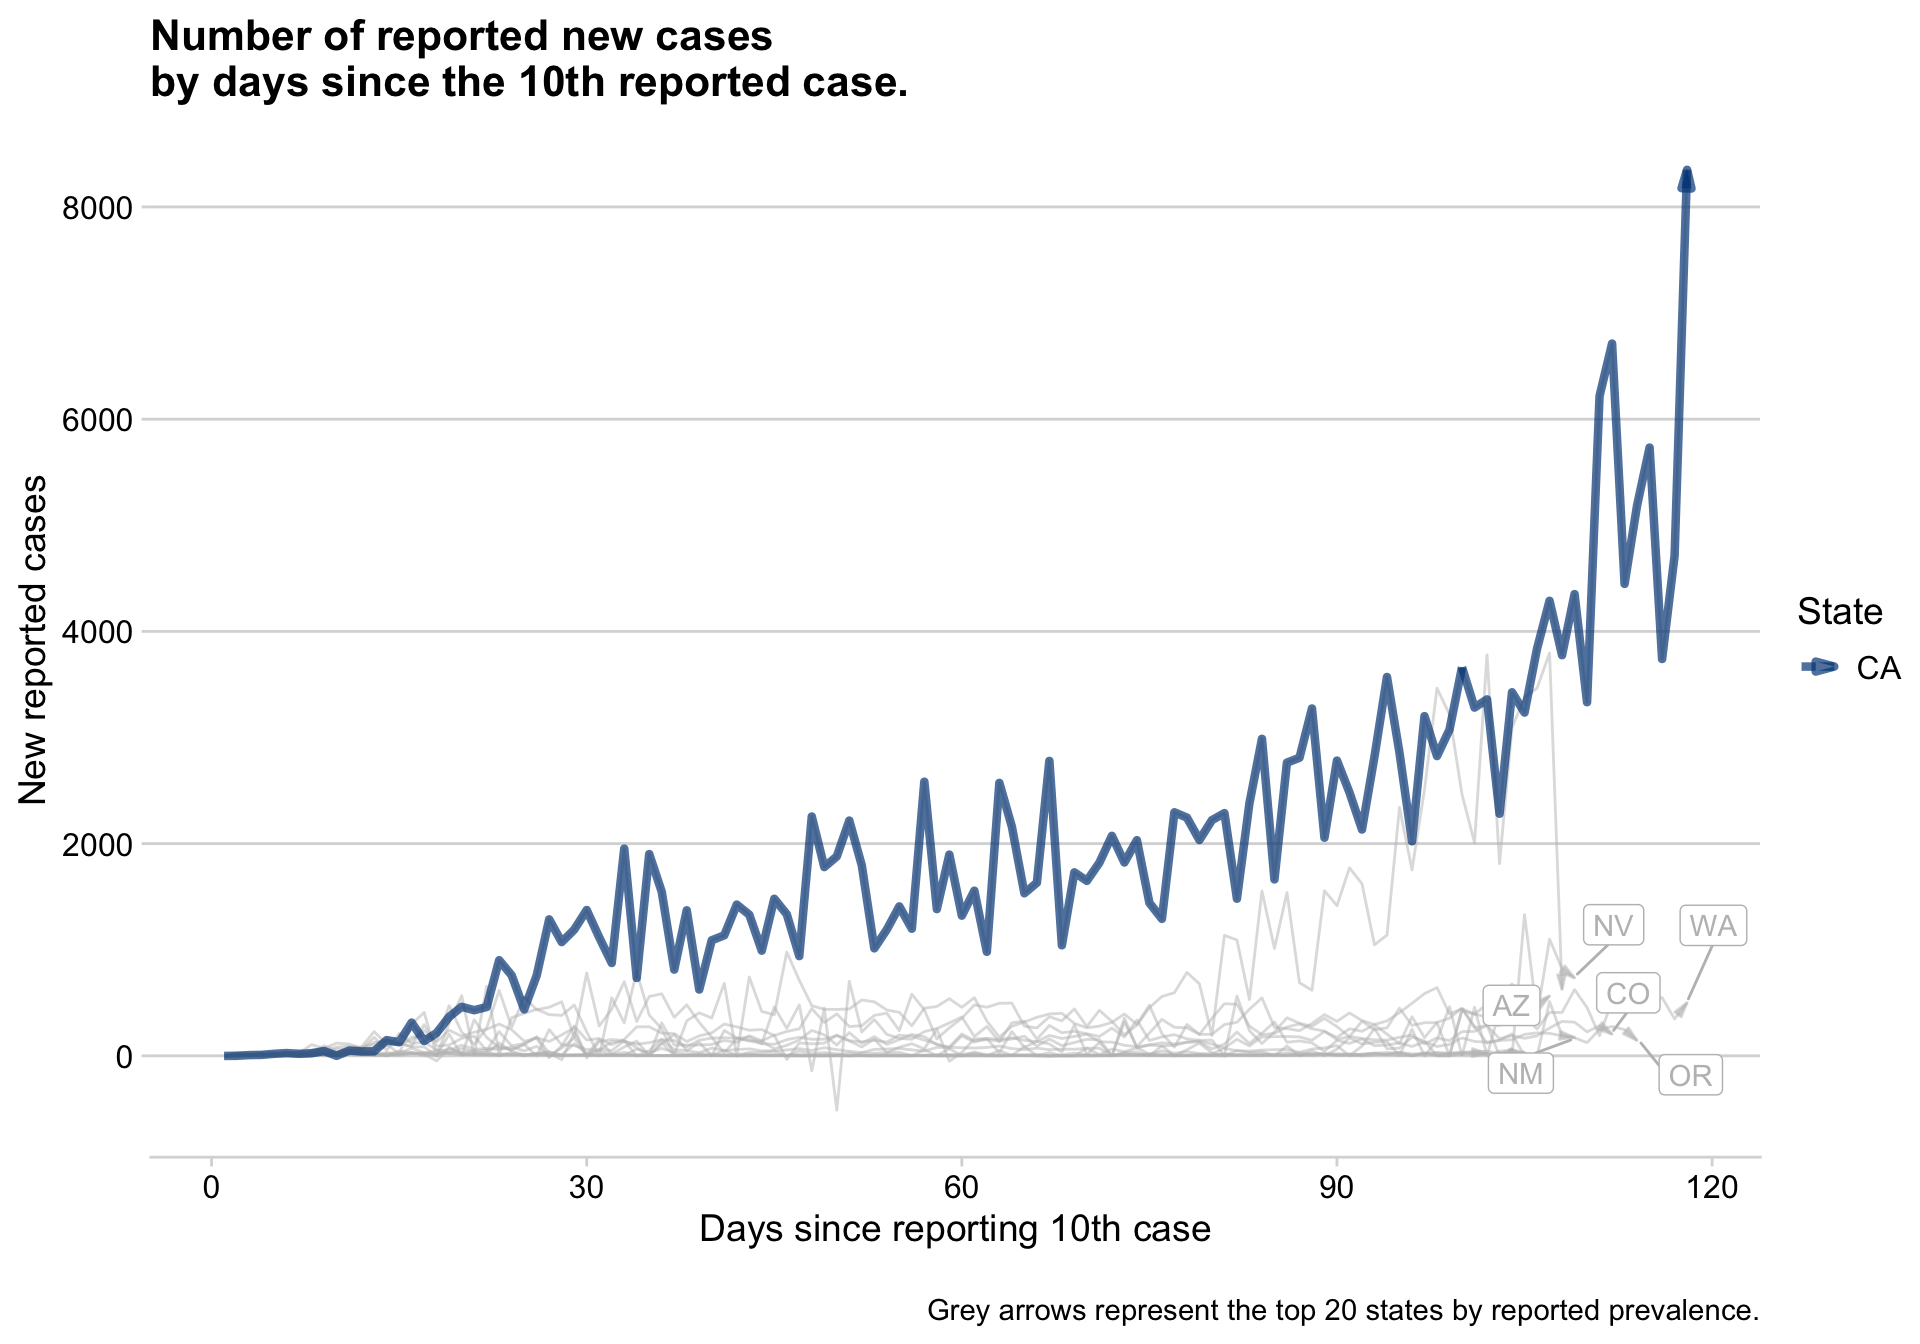 Number of reported new cases
by days since the 10th reported case.
8000
6000
4000
2000
0
New reported cases
NV
WA
AZ
CO
NM
OR
State
CA
0
30
60
90
120
Days since reporting 10th case
Grey arrows represent the top 20 states by reported prevalence.